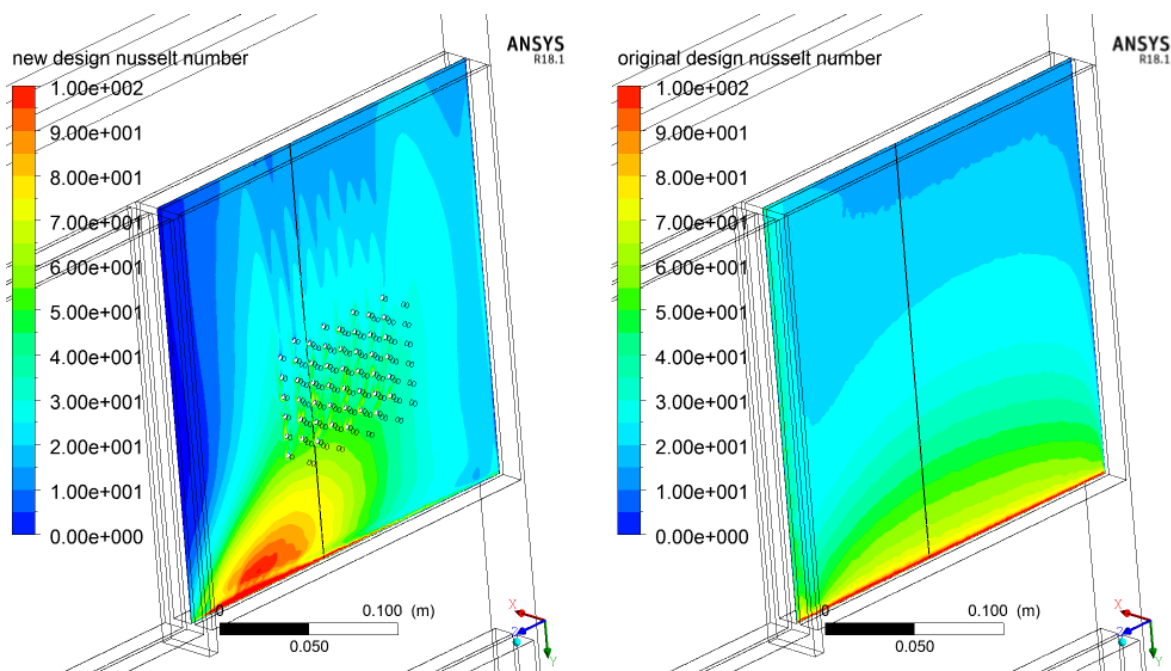 new design nusselt number
ANSYS
R18.1
1.00e+002
9.00e+001
8.00e+001
7.00e+001
6.00e+001
5.00e+001
4.00e+001
3.00e+001
2.00e+001
1.00e+001
0.00e+000
0
0.100 (m)
0.050
X
Z
Y
original design nusselt number
ANSYS
R18.1
1.00e+002
9.00e+001
8.00e+001
7.00e+001
6.00e+001
5.00e+001
4.00e+001
3.00e+001
2.00e+001
1.00e+001
0.00e+000
0
0.100 (m)
0.050
X
Z
Y